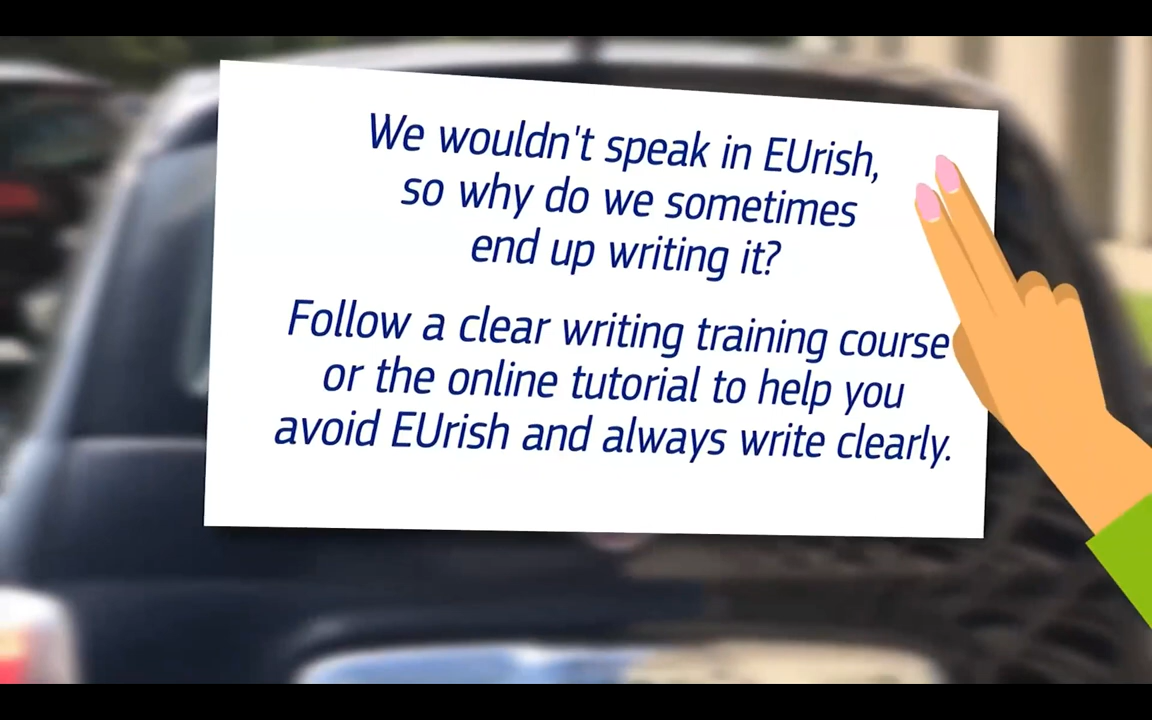 We wouldn't speak in EUrish,
so why do we sometimes
end up writing it?
Follow a clear writing training course
or the online tutorial to help you
avoid EUrish and always write clearly.